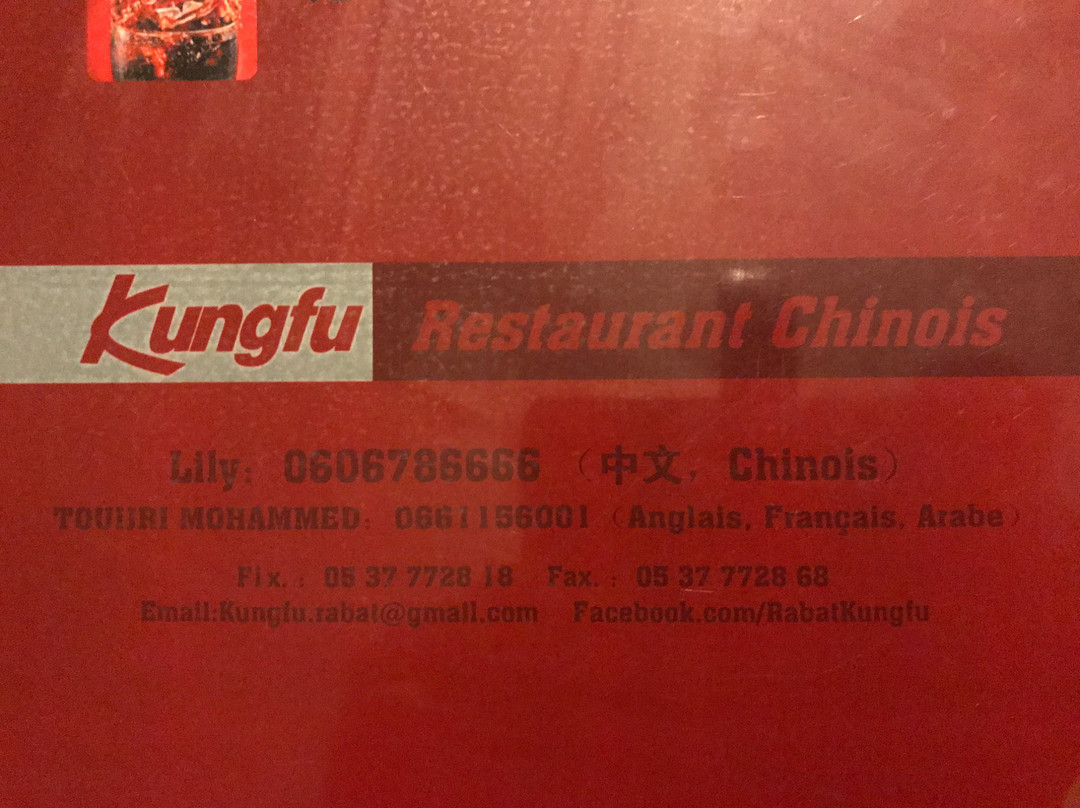 Kungfu Restaurant Chinois
Lily: 0606786666 (中文, Chinois)
TOUIJRI MOHAMMED: 0661156001 (Anglais, Français, Arabe)
Fix. : 05 37 7728 18 Fax. : 05 37 7728 68
Email:Kungfu.rabat@gmail.com Facebook.com/RabatKungfu